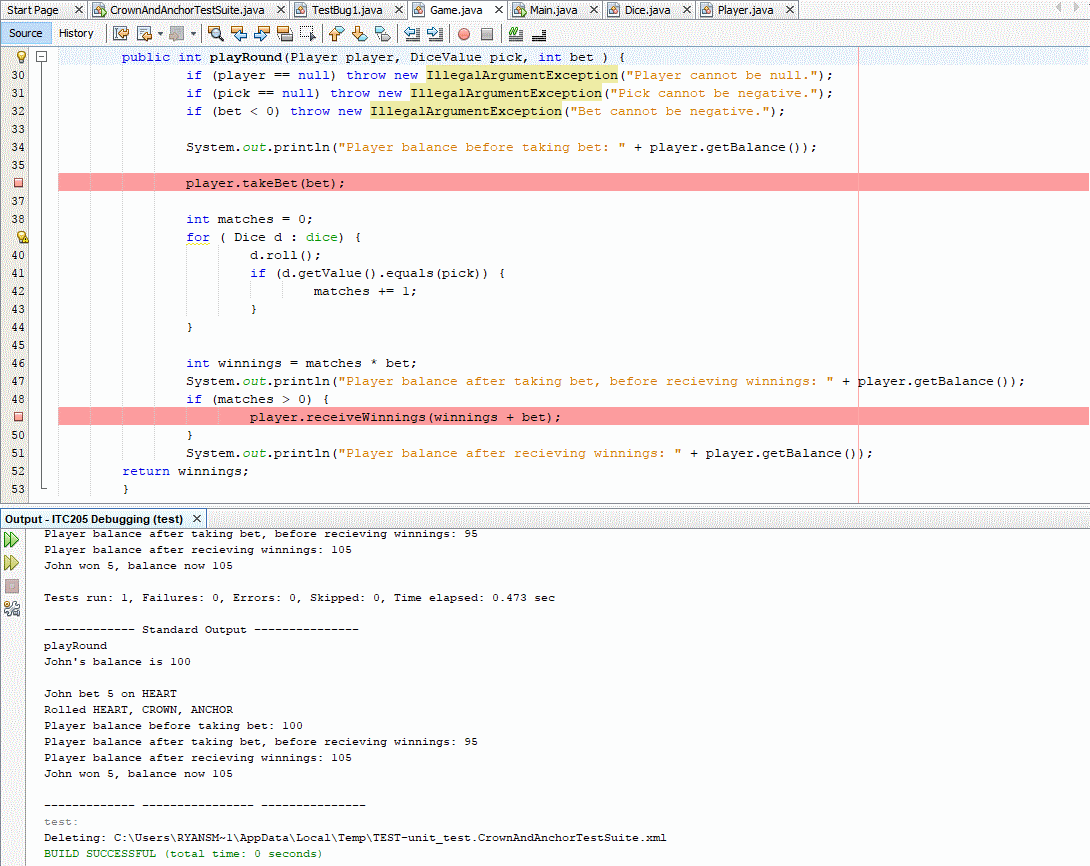 Start Page CrownAndAnchorTestSuite.java TestBug1.java Game.java Main.java Dice.java Player.java
Source History
public int playRound(Player player, DiceValue pick, int bet ) {
30 if (player == null) throw new IllegalArgumentException("Player cannot be null.");
31 if (pick == null) throw new IllegalArgumentException("Pick cannot be negative.");
32 if (bet < 0) throw new IllegalArgumentException("Bet cannot be negative.");
33
34 System.out.println("Player balance before taking bet: " + player.getBalance());
35
player.takeBet(bet);
37
38 int matches = 0;
for ( Dice d : dice) {
40 d.roll();
41 if (d.getValue().equals(pick)) {
42 matches += 1;
43 }
44 }
45
46 int winnings = matches * bet;
47 System.out.println("Player balance after taking bet, before recieving winnings: " + player.getBalance());
48 if (matches > 0) {
player.receiveWinnings(winnings + bet);
50 }
51 System.out.println("Player balance after recieving winnings: " + player.getBalance());
52 return winnings;
53 }
Output - ITC205 Debugging (test)
Player balance after taking bet, before recieving winnings: 95
Player balance after recieving winnings: 105
John won 5, balance now 105
Tests run: 1, Failures: 0, Errors: 0, Skipped: 0, Time elapsed: 0.473 sec
------------- Standard Output ---------------
playRound
John's balance is 100
John bet 5 on HEART
Rolled HEART, CROWN, ANCHOR
Player balance before taking bet: 100
Player balance after taking bet, before recieving winnings: 95
Player balance after recieving winnings: 105
John won 5, balance now 105
------------- ---------------- ---------------
test:
Deleting: C:\Users\RYANSM~1\AppData\Local\Temp\TEST-unit_test.CrownAndAnchorTestSuite.xml
BUILD SUCCESSFUL (total time: 0 seconds)